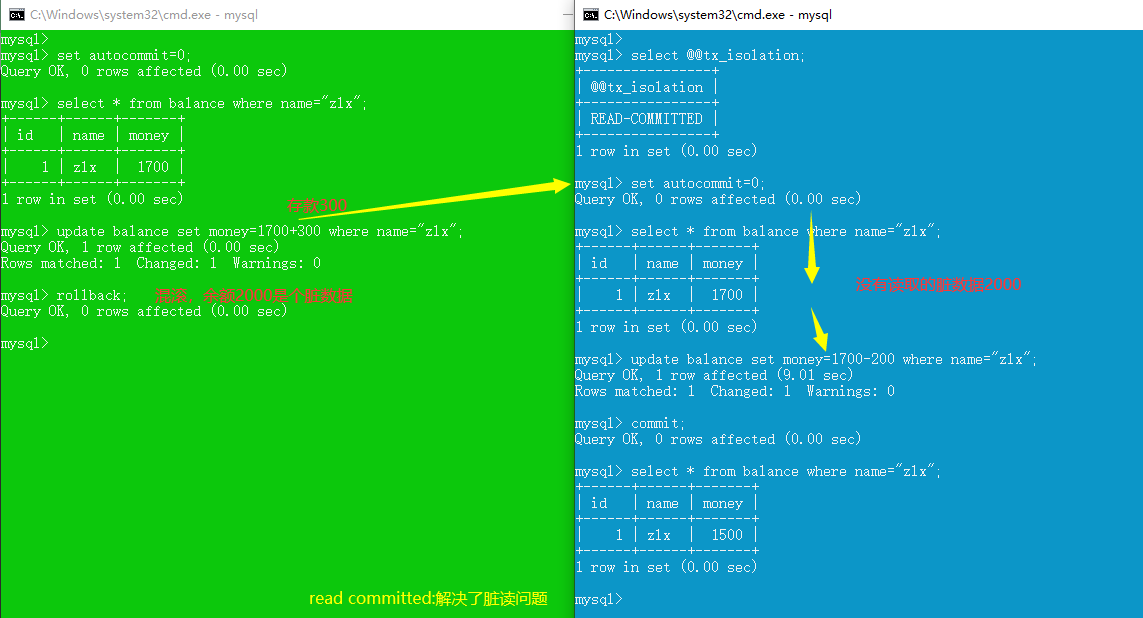 C:\Windows\system32\cmd.exe - mysql
mysql>
mysql> set autocommit=0;
Query OK, 0 rows affected (0.00 sec)
mysql> select * from balance where name="zlx";
+------+------+-------+
| id | name | money |
+------+------+-------+
| 1 | zlx | 1700 |
+------+------+-------+
1 row in set (0.00 sec)
存款300
mysql> update balance set money=1700+300 where name="zlx";
Query OK, 1 row affected (0.00 sec)
Rows matched: 1 Changed: 1 Warnings: 0
mysql> rollback;
2000是个脏数据
Query OK, 0 rows affected (0.00 sec)
mysql>
read committed:解决了脏读问题
C:\Windows\system32\cmd.exe - mysql
mysql>
mysql> select @@tx_isolation;
+----------------+
| @@tx_isolation |
+----------------+
| READ-COMMITTED |
+----------------+
1 row in set (0.00 sec)
mysql> set autocommit=0;
Query OK, 0 rows affected (0.00 sec)
mysql> select * from balance where name="zlx";
+------+------+-------+
| id | name | money |
+------+------+-------+
| 1 | zlx | 1700 |
+------+------+-------+
1 row in set (0.00 sec)
没有读取的脏数据2000
mysql> update balance set money=1700-200 where name="zlx";
Query OK, 1 row affected (9.01 sec)
Rows matched: 1 Changed: 1 Warnings: 0
mysql> commit;
Query OK, 0 rows affected (0.00 sec)
mysql> select * from balance where name="zlx";
+------+------+-------+
| id | name | money |
+------+------+-------+
| 1 | zlx | 1500 |
+------+------+-------+
1 row in set (0.00 sec)
mysql>